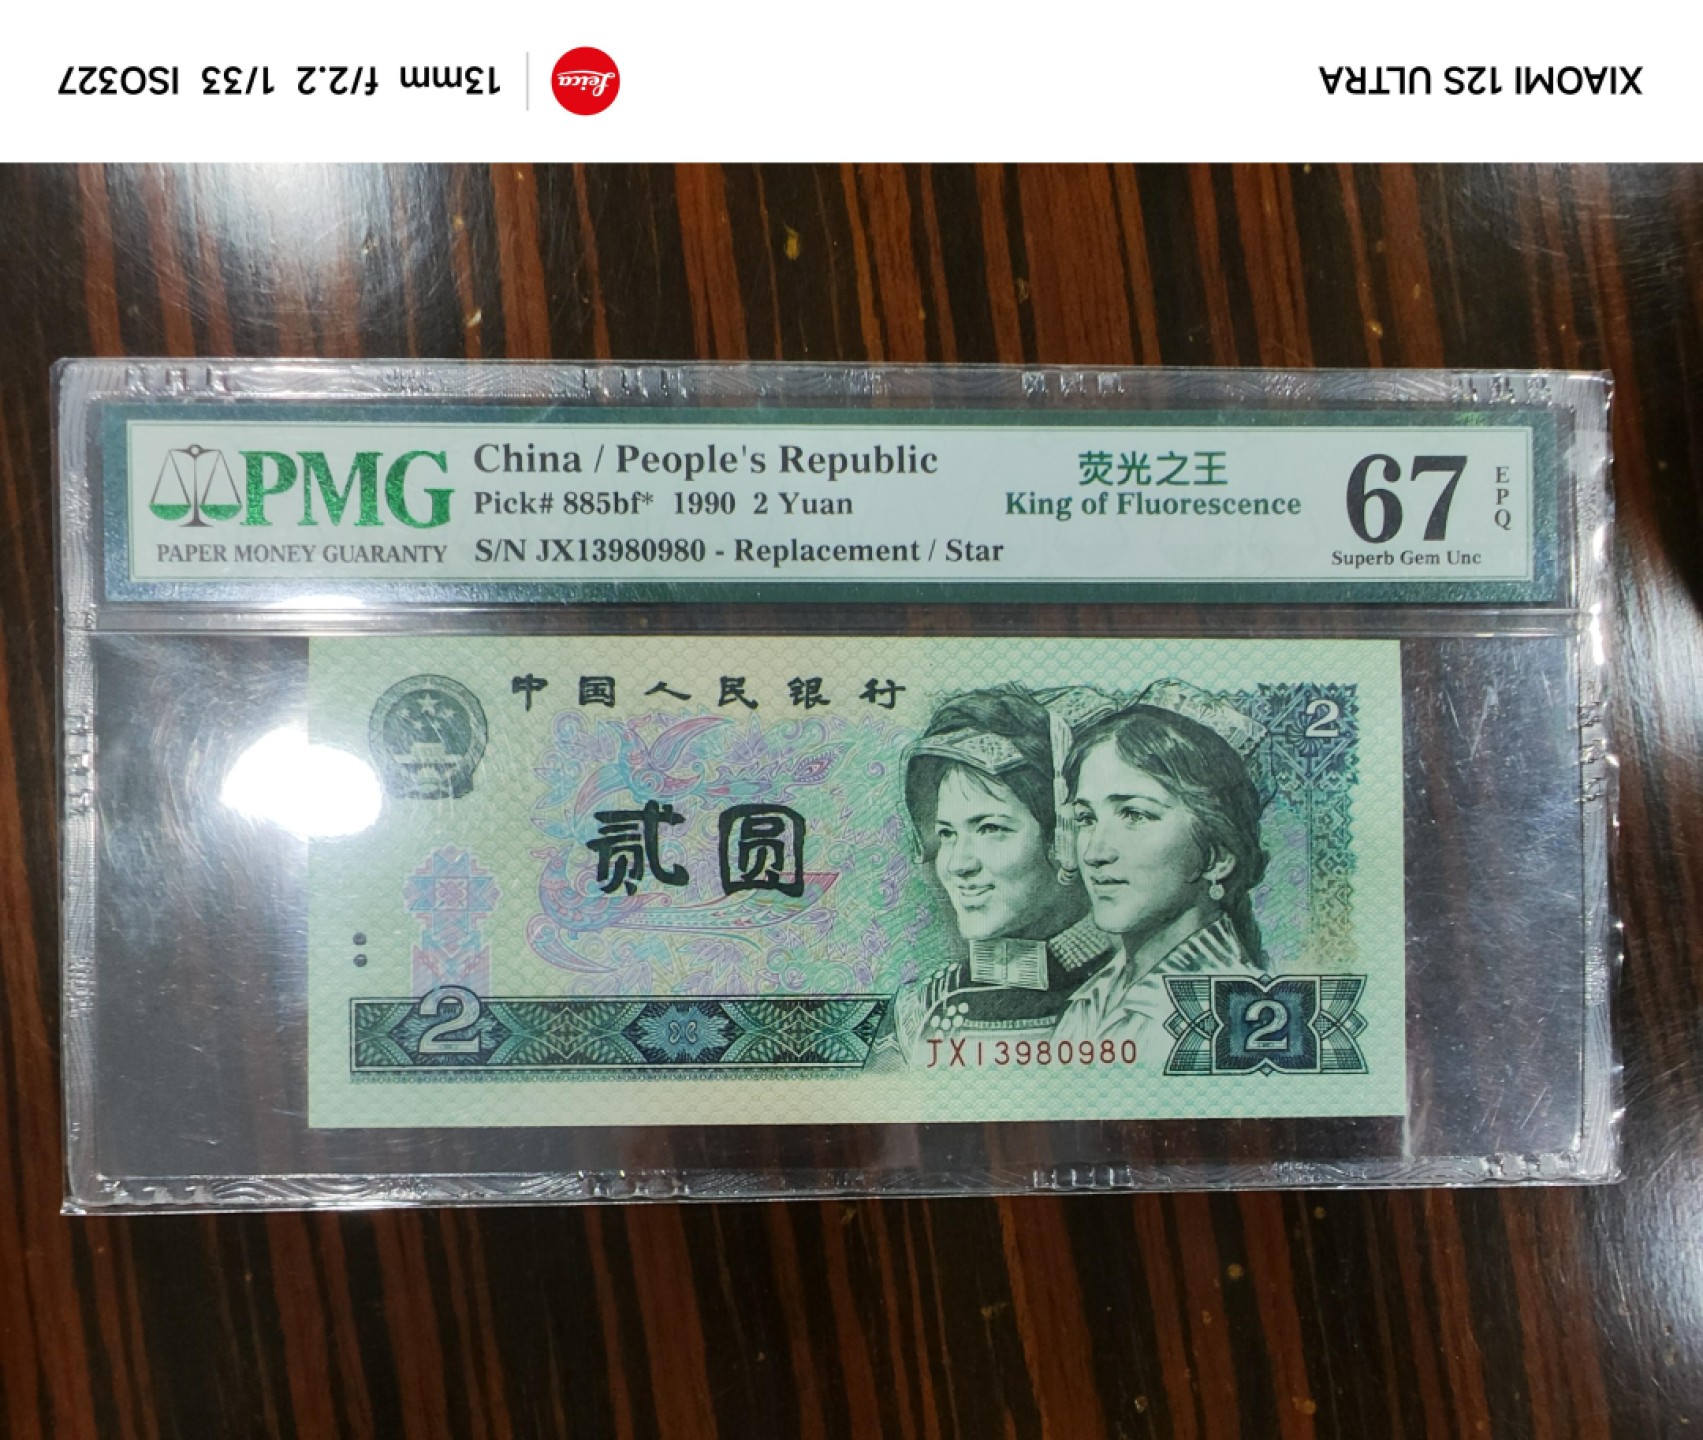 XIAOMI 12S ULTRA
Leica
13mm f/2.2 1/33 ISO327
PMG
PAPER MONEY GUARANTY
China / People's Republic
Pick# 885bf* 1990 2 Yuan
S/N JX13980980 - Replacement / Star
荧光之王
King of Fluorescence
67
EPQ
Superb Gem Unc
中国人民银行
2
贰圆
2
JX13980980
2